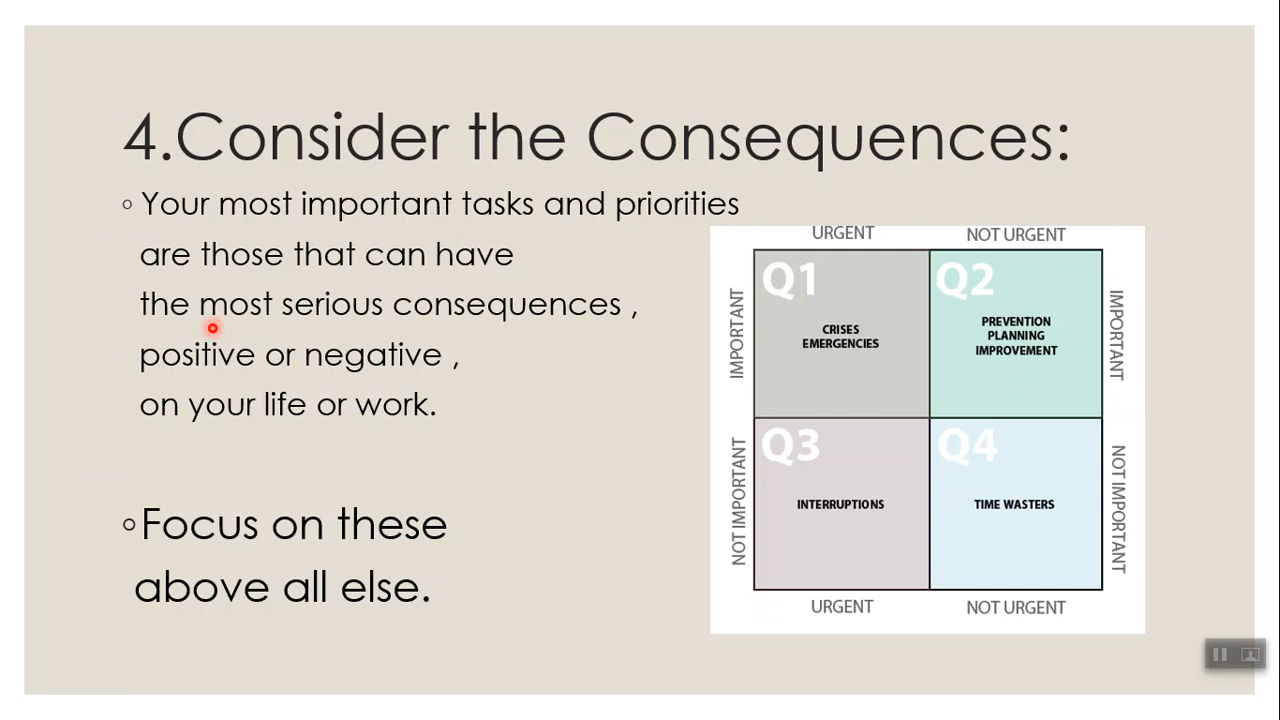 4.Consider the Consequences:
◦ Your most important tasks and priorities
are those that can have
the most serious consequences ,
positive or negative ,
on your life or work.
◦Focus on these
above all else.
URGENT
NOT URGENT
IMPORTANT
Q1
CRISES
EMERGENCIES
Q2
PREVENTION
PLANNING
IMPROVEMENT
IMPORTANT
NOT IMPORTANT
Q3
INTERRUPTIONS
Q4
TIME WASTERS
NOT IMPORTANT
URGENT
NOT URGENT